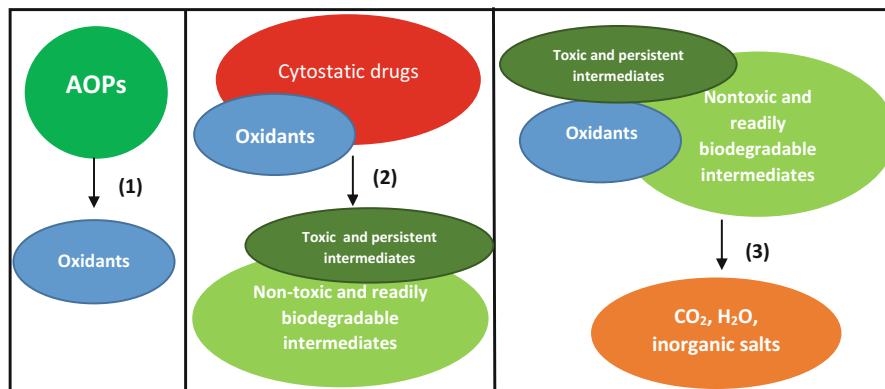 AOPs
(1)
Oxidants
Cytostatic drugs
Oxidants
(2)
Toxic and persistent
intermediates
Non-toxic and readily
biodegradable
intermediates
Toxic and persistent
intermediates
Oxidants
Nontoxic and
readily
biodegradable
intermediates
(3)
CO₂, H₂O,
inorganic salts